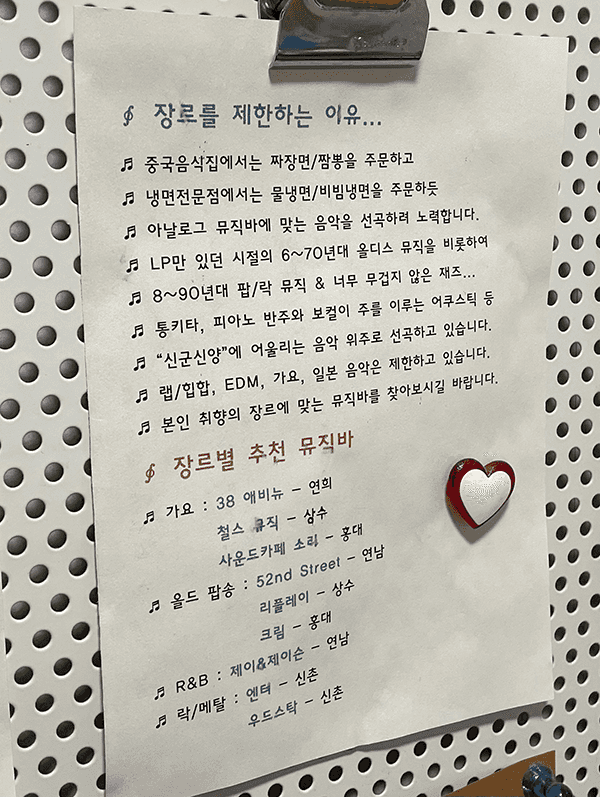 ∮ 장르를 제한하는 이유...
♬ 중국음식집에서는 짜장면/짬뽕을 주문하고
♬ 냉면전문점에서는 물냉면/비빔냉면을 주문하듯
♬ 아날로그 뮤직바에 맞는 음악을 선곡하려 노력합니다.
♬ LP만 있던 시절의 6~70년대 올디스 뮤직을 비롯하여
♬ 8~90년대 팝/락 뮤직 & 너무 무겁지 않은 재즈...
♬ 통키타, 피아노 반주와 보컬이 주를 이루는 어쿠스틱 등
♬ “신군신양”에 어울리는 음악 위주로 선곡하고 있습니다.
♬ 랩/힙합, EDM, 가요, 일본 음악은 제한하고 있습니다.
♬ 본인 취향의 장르에 맞는 뮤직바를 찾아보시길 바랍니다.
∮ 장르별 추천 뮤직바
♬ 가요 : 38 애비뉴 - 연희
철스 뮤직 - 상수
사운드카페 소리 - 홍대
♬ 올드 팝송 : 52nd Street - 연남
리플레이 - 상수
크림 - 홍대
♬ R&B : 제이&제이슨 - 연남
♬ 락/메탈 : 엔터 - 신촌
우드스탁 - 신촌